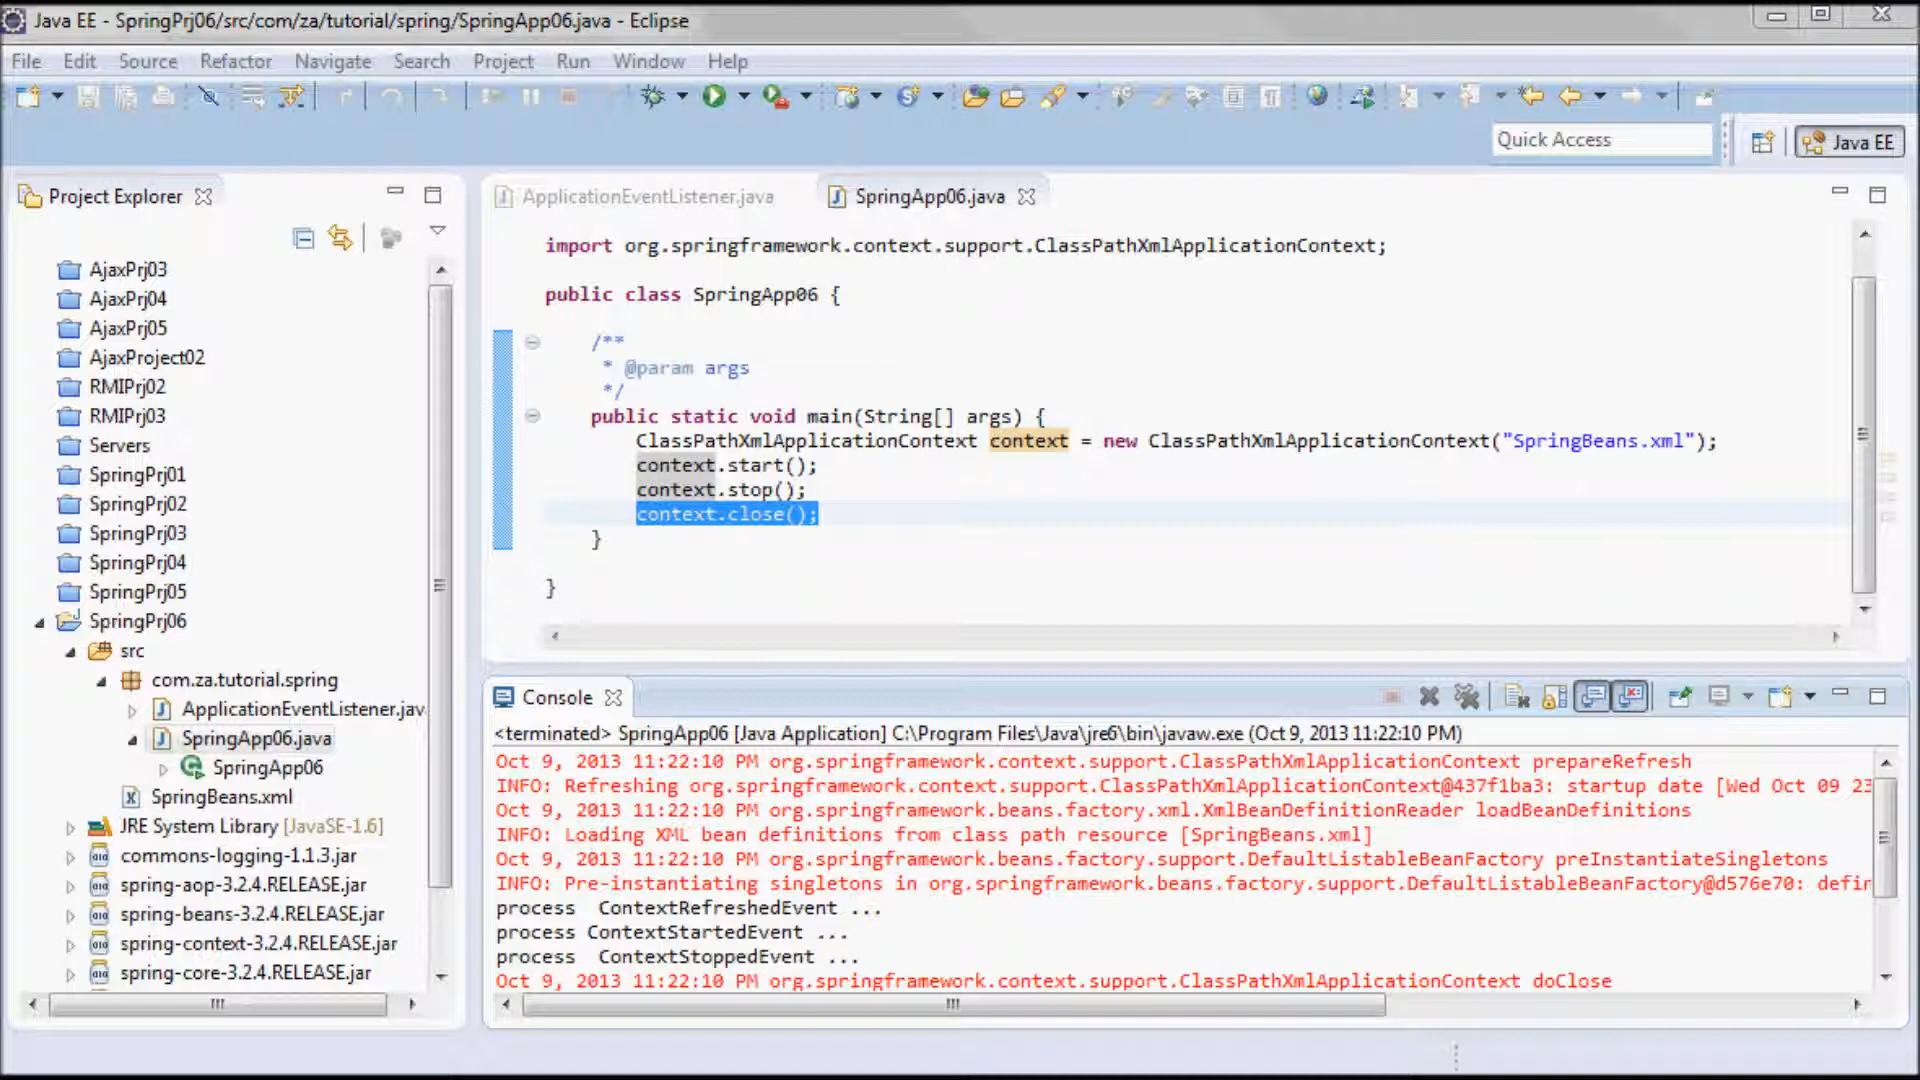 Java EE - SpringPrj06/src/com/za/tutorial/spring/SpringApp06.java - Eclipse
File Edit Source Refactor Navigate Search Project Run Window Help
Quick Access
Java EE
Project Explorer
AjaxPrj03
AjaxPrj04
AjaxPrj05
AjaxProject02
RMIPrj02
RMIPrj03
Servers
SpringPrj01
SpringPrj02
SpringPrj03
SpringPrj04
SpringPrj05
SpringPrj06
src
com.za.tutorial.spring
ApplicationEventListener.jav
SpringApp06.java
SpringApp06
SpringBeans.xml
JRE System Library [JavaSE-1.6]
commons-logging-1.1.3.jar
spring-aop-3.2.4.RELEASE.jar
spring-beans-3.2.4.RELEASE.jar
spring-context-3.2.4.RELEASE.jar
spring-core-3.2.4.RELEASE.jar
ApplicationEventListener.java
SpringApp06.java
import org.springframework.context.support.ClassPathXmlApplicationContext;
public class SpringApp06 {
/**
* @param args
*/
public static void main(String[] args) {
ClassPathXmlApplicationContext context = new ClassPathXmlApplicationContext("SpringBeans.xml");
context.start();
context.stop();
context.close();
}
}
Console
<terminated> SpringApp06 [Java Application] C:\Program Files\Java\jre6\bin\javaw.exe (Oct 9, 2013 11:22:10 PM)
Oct 9, 2013 11:22:10 PM org.springframework.context.support.ClassPathXmlApplicationContext prepareRefresh
INFO: Refreshing org.springframework.context.support.ClassPathXmlApplicationContext@437f1ba3: startup date [Wed Oct 09 23
Oct 9, 2013 11:22:10 PM org.springframework.beans.factory.xml.XmlBeanDefinitionReader loadBeanDefinitions
INFO: Loading XML bean definitions from class path resource [SpringBeans.xml]
Oct 9, 2013 11:22:10 PM org.springframework.beans.factory.support.DefaultListableBeanFactory preInstantiateSingletons
INFO: Pre-instantiating singletons in org.springframework.beans.factory.support.DefaultListableBeanFactory@d576e70: defin
process  ContextRefreshedEvent ...
process ContextStartedEvent ...
process  ContextStoppedEvent ...
Oct 9, 2013 11:22:10 PM org.springframework.context.support.ClassPathXmlApplicationContext doClose